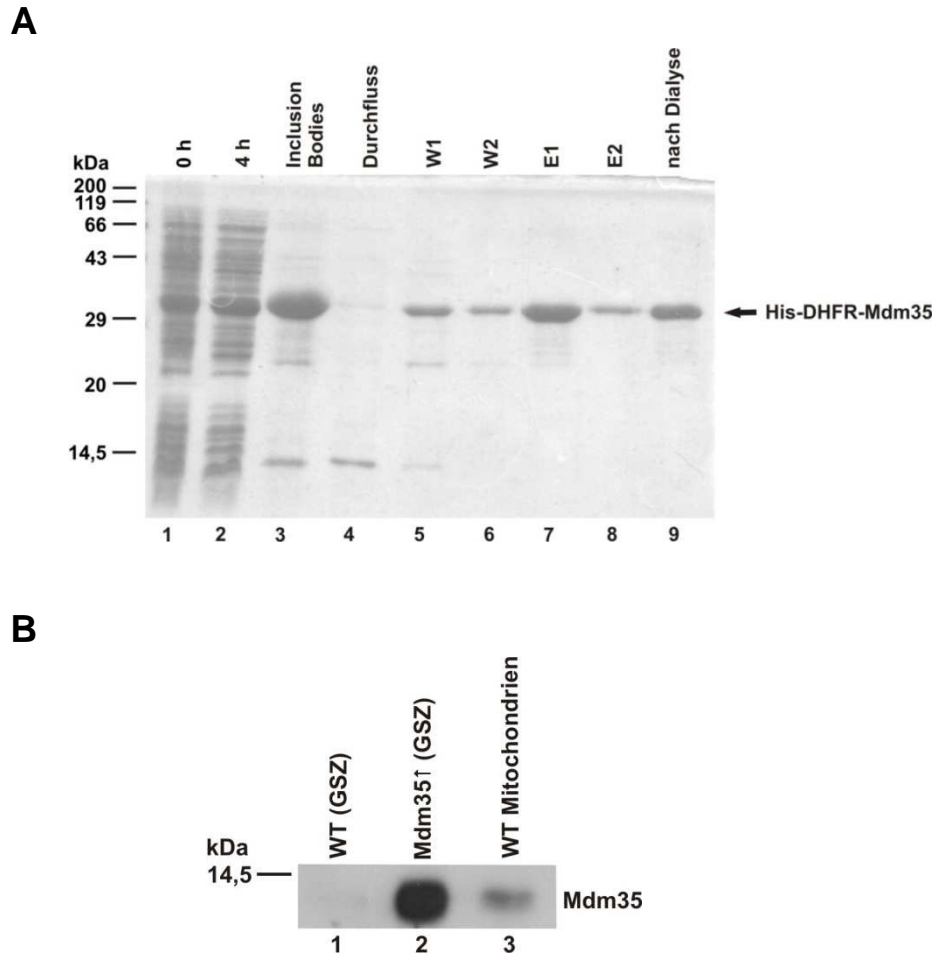 A
kDa
0 h
4 h
Inclusion
Bodies
Durchfluss
W1
W2
E1
E2
nach Dialyse
200
119
66
43
29
20
14,5
His-DHFR-Mdm35
1 2 3 4 5 6 7 8 9
B
kDa
WT (GSZ)
Mdm35↑ (GSZ)
WT Mitochondrien
14,5
Mdm35
1 2 3